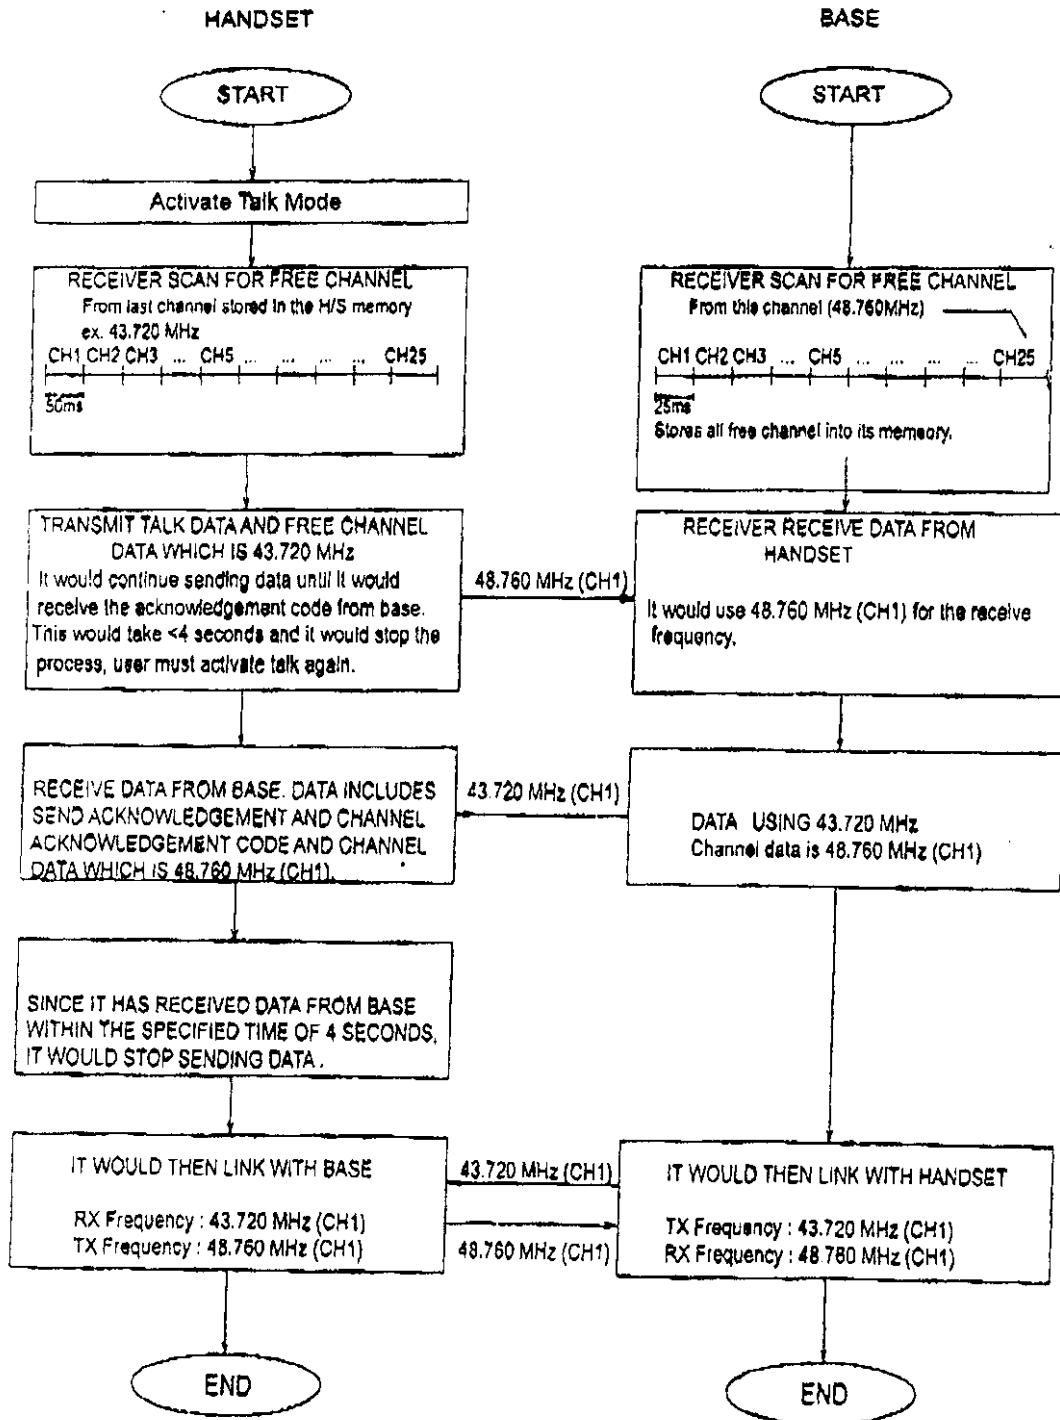 HANDSET
BASE
START
START
Activate Talk Mode
RECEIVER SCAN FOR FREE CHANNEL
From last channel stored in the H/S memory
ex. 43.720 MHz
CH1 CH2 CH3 ... CH5 ... ... ... ... CH25
50ms
RECEIVER SCAN FOR FREE CHANNEL
From this channel (48.760MHz)
CH1 CH2 CH3 ... CH5 ... ... ... ... CH25
25ms
Stores all free channel into its memeory.
TRANSMIT TALK DATA AND FREE CHANNEL
DATA WHICH IS 43.720 MHz
It would continue sending data until it would
receive the acknowledgement code from base.
This would take <4 seconds and it would stop the
process, user must activate talk again.
48.760 MHz (CH1)
RECEIVER RECEIVE DATA FROM
HANDSET
It would use 48.760 MHz (CH1) for the receive
frequency.
RECEIVE DATA FROM BASE. DATA INCLUDES
SEND ACKNOWLEDGEMENT AND CHANNEL
ACKNOWLEDGEMENT CODE AND CHANNEL
DATA WHICH IS 48.760 MHz (CH1).
43.720 MHz (CH1)
DATA USING 43.720 MHz
Channel data is 48.760 MHz (CH1)
SINCE IT HAS RECEIVED DATA FROM BASE
WITHIN THE SPECIFIED TIME OF 4 SECONDS,
IT WOULD STOP SENDING DATA.
IT WOULD THEN LINK WITH BASE
RX Frequency : 43.720 MHz (CH1)
TX Frequency : 48.760 MHz (CH1)
43.720 MHz (CH1)
48.760 MHz (CH1)
IT WOULD THEN LINK WITH HANDSET
TX Frequency : 43.720 MHz (CH1)
RX Frequency : 48.760 MHz (CH1)
END
END